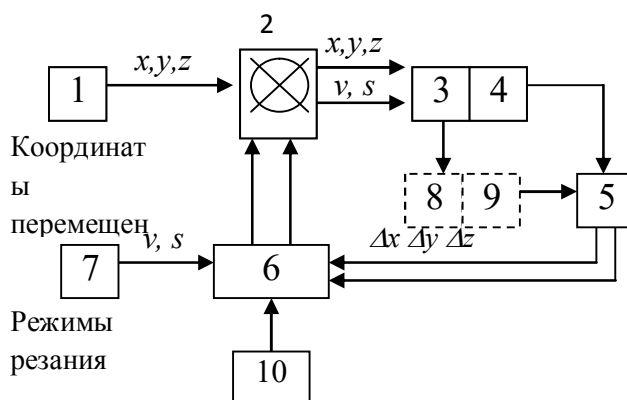 2
x,y,z
x,y,z
1
v, s
3
4
Координат
ы
перемещен
8
9
5
v, s
Δx Δy Δz
7
6
Режимы
резания
10